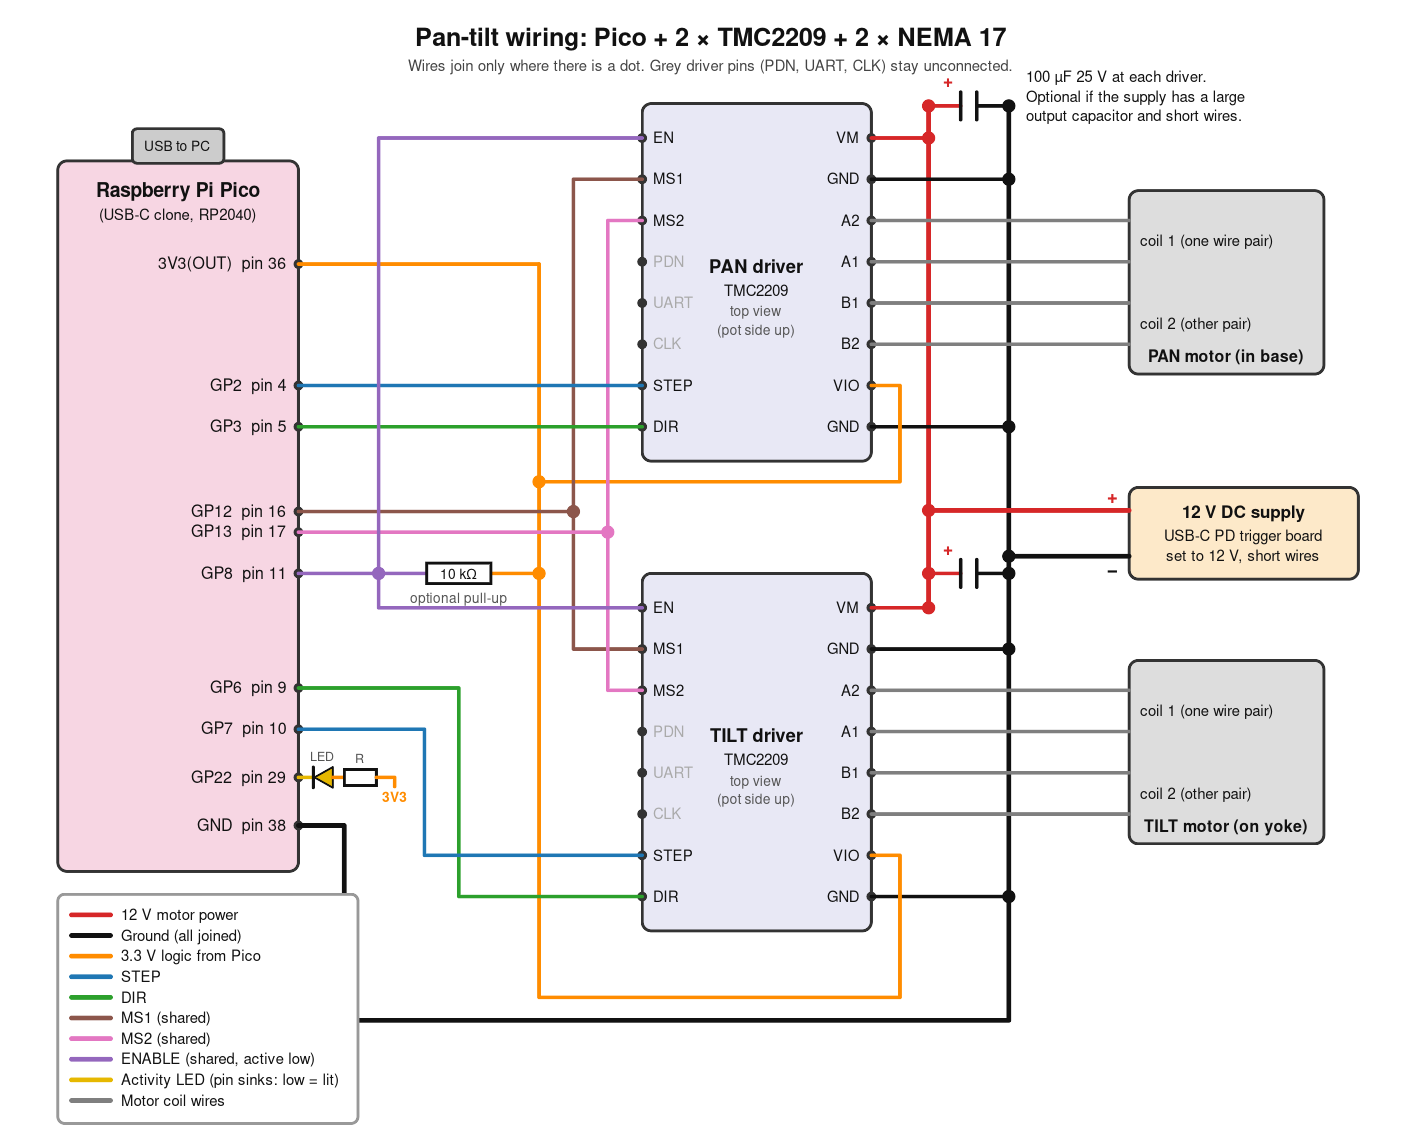 Pan-tilt wiring: Pico + 2 × TMC2209 + 2 × NEMA 17
Wires join only where there is a dot. Grey driver pins (PDN, UART, CLK) stay unconnected.
100 µF 25 V at each driver.
Optional if the supply has a large
output capacitor and short wires.
USB to PC
Raspberry Pi Pico
(USB-C clone, RP2040)
3V3(OUT) pin 36
GP2 pin 4
GP3 pin 5
GP12 pin 16
GP13 pin 17
GP8 pin 11
GP6 pin 9
GP7 pin 10
GP22 pin 29
GND pin 38
LED
R
3V3
10 kΩ
optional pull-up
EN
MS1
MS2
PDN
UART
CLK
STEP
DIR
PAN driver
TMC2209
top view
(pot side up)
+
VM
GND
A2
A1
B1
B2
VIO
GND
coil 1 (one wire pair)
coil 2 (other pair)
PAN motor (in base)
+
12 V DC supply
USB-C PD trigger board
set to 12 V, short wires
−
EN
MS1
MS2
PDN
UART
CLK
STEP
DIR
TILT driver
TMC2209
top view
(pot side up)
+
VM
GND
A2
A1
B1
B2
VIO
GND
coil 1 (one wire pair)
coil 2 (other pair)
TILT motor (on yoke)
12 V motor power
Ground (all joined)
3.3 V logic from Pico
STEP
DIR
MS1 (shared)
MS2 (shared)
ENABLE (shared, active low)
Activity LED (pin sinks: low = lit)
Motor coil wires